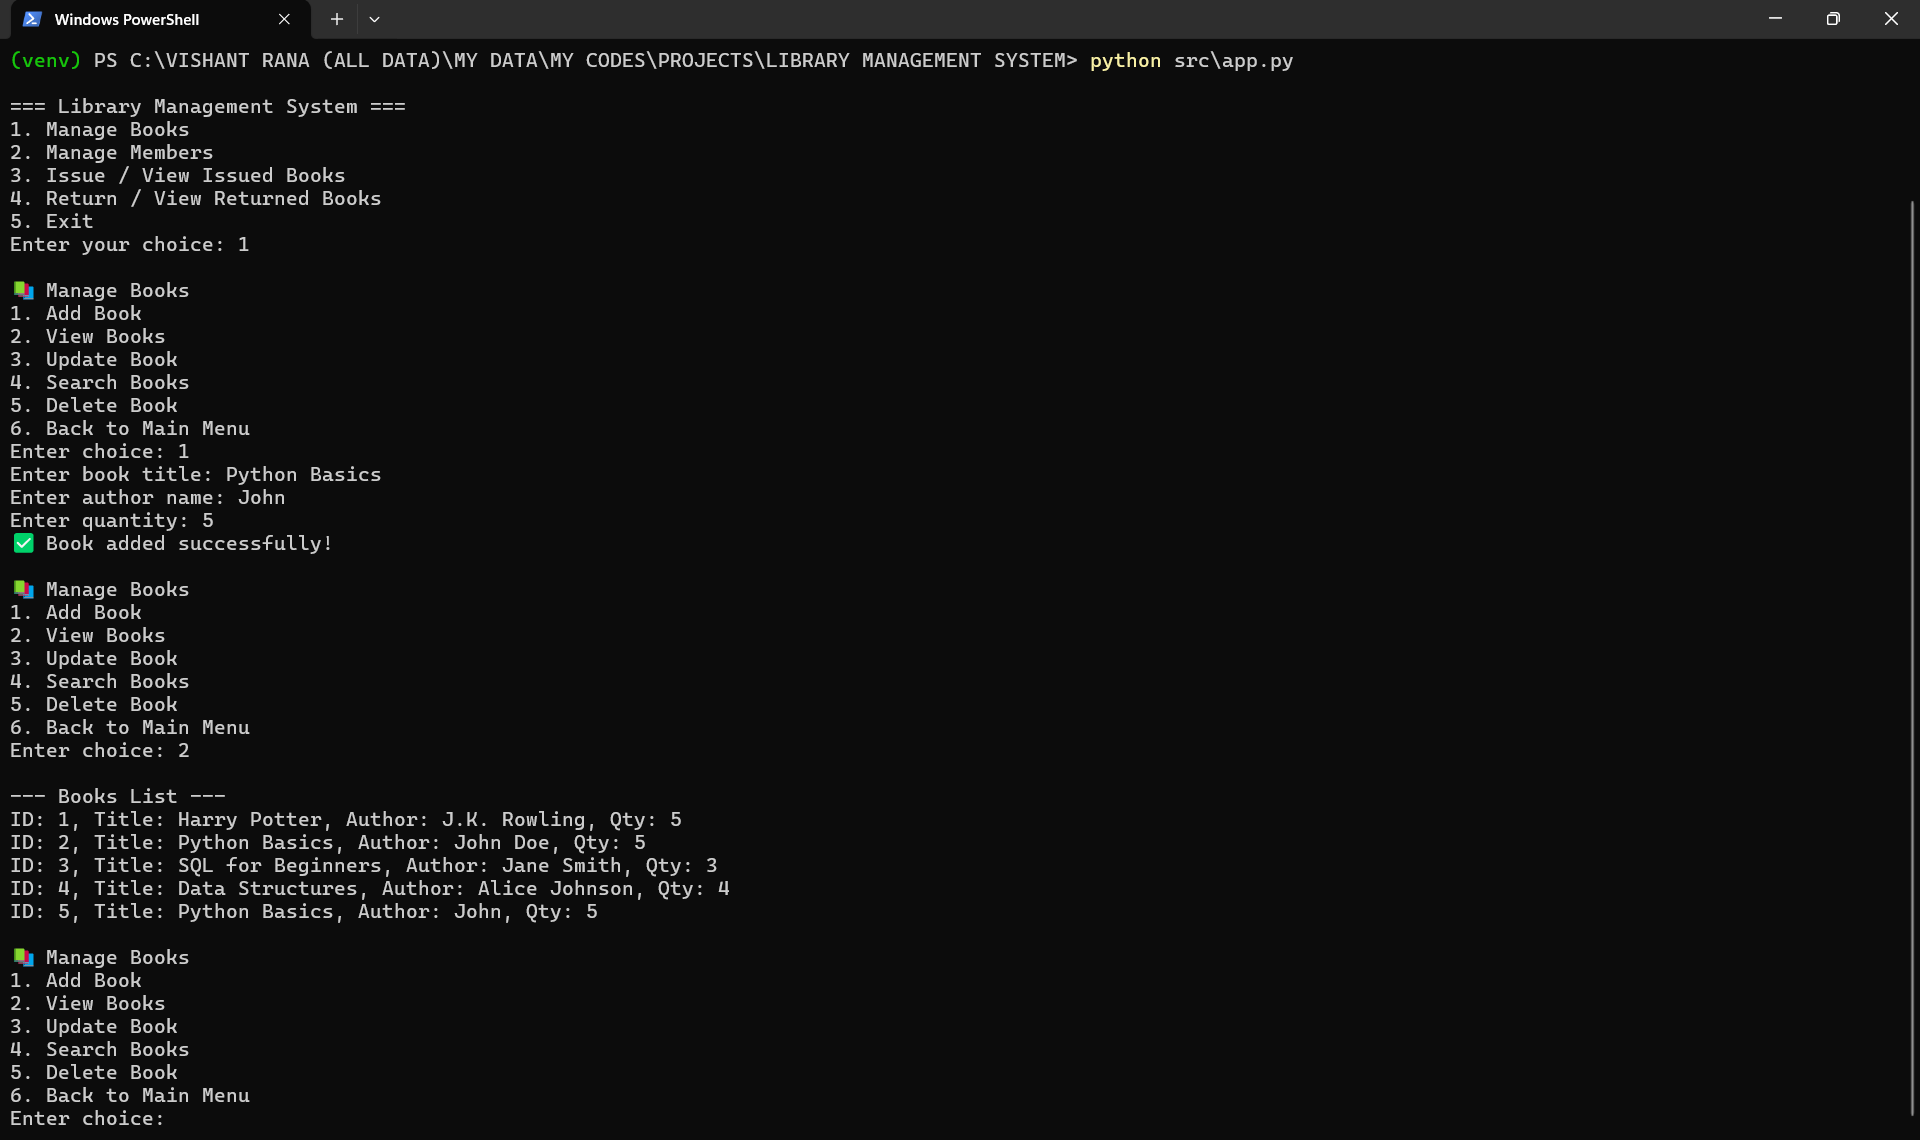 Windows PowerShell
(venv) PS C:\VISHANT RANA (ALL DATA)\MY DATA\MY CODES\PROJECTS\LIBRARY MANAGEMENT SYSTEM> python src\app.py
=== Library Management System ===
1. Manage Books
2. Manage Members
3. Issue / View Issued Books
4. Return / View Returned Books
5. Exit
Enter your choice: 1
📚 Manage Books
1. Add Book
2. View Books
3. Update Book
4. Search Books
5. Delete Book
6. Back to Main Menu
Enter choice: 1
Enter book title: Python Basics
Enter author name: John
Enter quantity: 5
✅ Book added successfully!
📚 Manage Books
1. Add Book
2. View Books
3. Update Book
4. Search Books
5. Delete Book
6. Back to Main Menu
Enter choice: 2
--- Books List ---
ID: 1, Title: Harry Potter, Author: J.K. Rowling, Qty: 5
ID: 2, Title: Python Basics, Author: John Doe, Qty: 5
ID: 3, Title: SQL for Beginners, Author: Jane Smith, Qty: 3
ID: 4, Title: Data Structures, Author: Alice Johnson, Qty: 4
ID: 5, Title: Python Basics, Author: John, Qty: 5
📚 Manage Books
1. Add Book
2. View Books
3. Update Book
4. Search Books
5. Delete Book
6. Back to Main Menu
Enter choice: